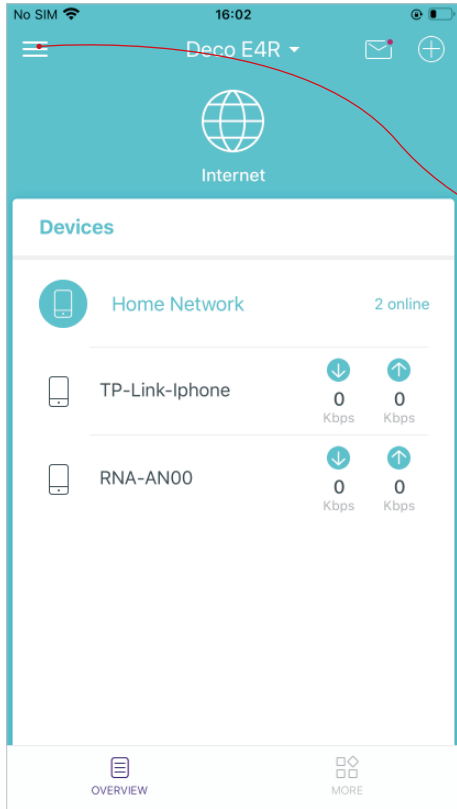 No SIM 16:02
Deco E4R
Internet
Devices
Home Network 2 online
TP-Link-Iphone 0 Kbps 0 Kbps
RNA-AN00 0 Kbps 0 Kbps
OVERVIEW MORE